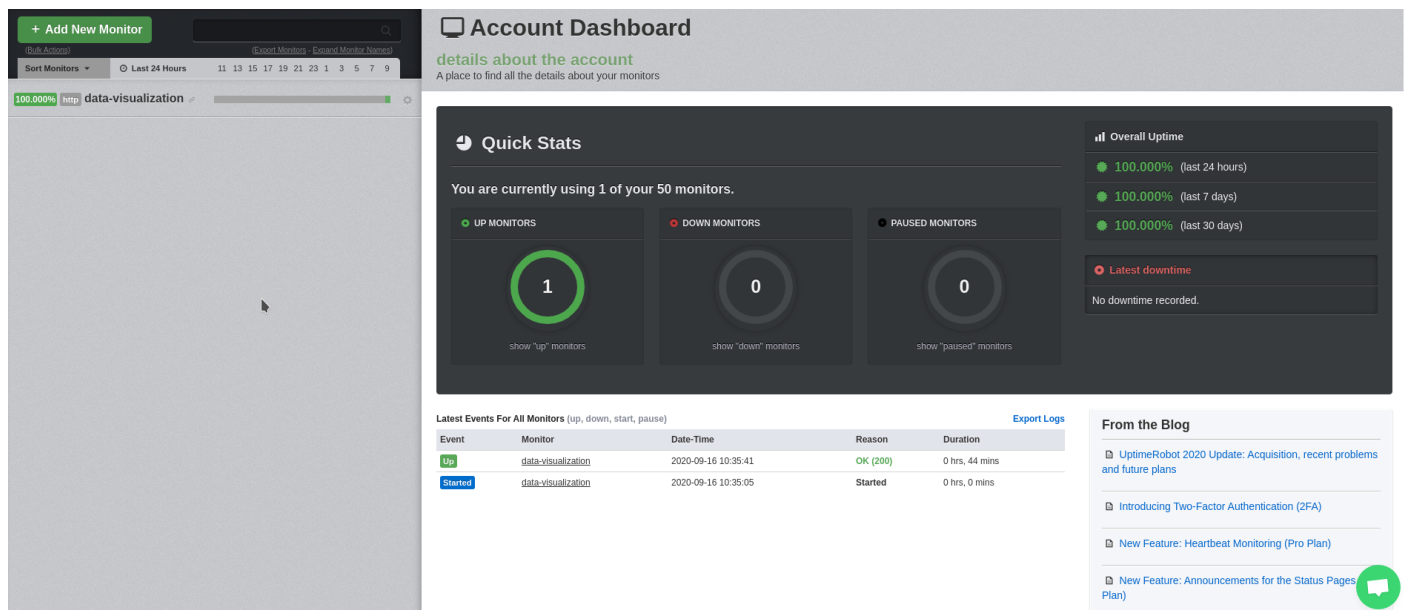 + Add New Monitor
(Bulk Actions)
(Export Monitors - Expand Monitor Names)
Sort Monitors
Last 24 Hours
11 13 15 17 19 21 23 1 3 5 7 9
100.000% http data-visualization
Account Dashboard
details about the account
A place to find all the details about your monitors
Quick Stats
You are currently using 1 of your 50 monitors.
UP MONITORS
1
show "up" monitors
DOWN MONITORS
0
show "down" monitors
PAUSED MONITORS
0
show "paused" monitors
Overall Uptime
100.000% (last 24 hours)
100.000% (last 7 days)
100.000% (last 30 days)
Latest downtime
No downtime recorded.
Latest Events For All Monitors (up, down, start, pause)
Export Logs
Event Monitor Date-Time Reason Duration
Up data-visualization 2020-09-16 10:35:41 OK (200) 0 hrs, 44 mins
Started data-visualization 2020-09-16 10:35:05 Started 0 hrs, 0 mins
From the Blog
UptimeRobot 2020 Update: Acquisition, recent problems
and future plans
Introducing Two-Factor Authentication (2FA)
New Feature: Heartbeat Monitoring (Pro Plan)
New Feature: Announcements for the Status Pages
Plan)